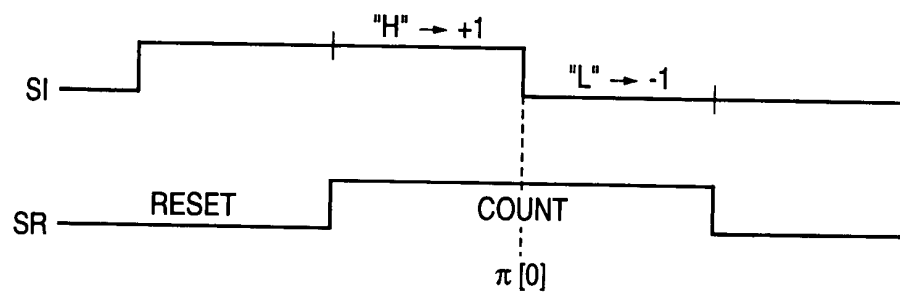 "H" → +1
SI
"L" → -1
RESET
COUNT
SR
π [0]